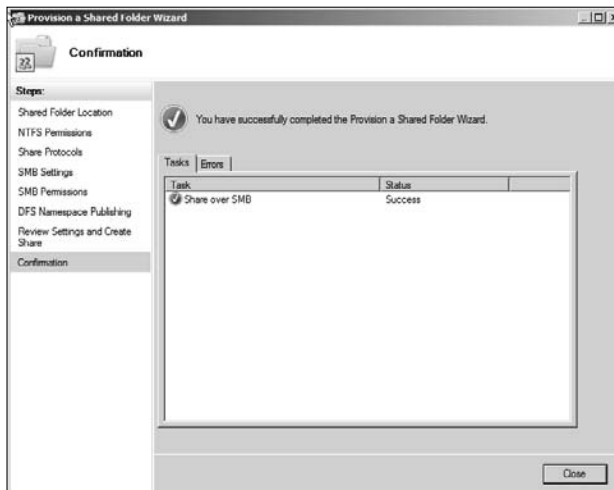 Provision a Shared Folder Wizard
Confirmation
Steps:
Shared Folder Location
NTFS Permissions
Share Protocols
SMB Settings
SMB Permissions
DFS Namespace Publishing
Review Settings and Create
Share
Confirmation
You have successfully completed the Provision a Shared Folder Wizard.
Tasks Errors
Task Status
Share over SMB Success
Close